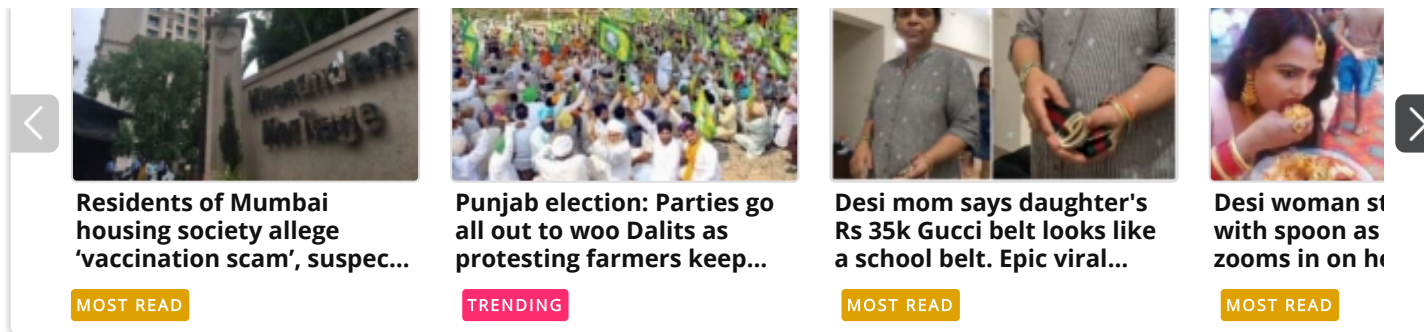 Residents of Mumbai
housing society allege
‘vaccination scam’, suspec...
MOST READ
Punjab election: Parties go
all out to woo Dalits as
protesting farmers keep...
TRENDING
Desi mom says daughter's
Rs 35k Gucci belt looks like
a school belt. Epic viral...
MOST READ
Desi woman st
with spoon as
zooms in on h
MOST READ